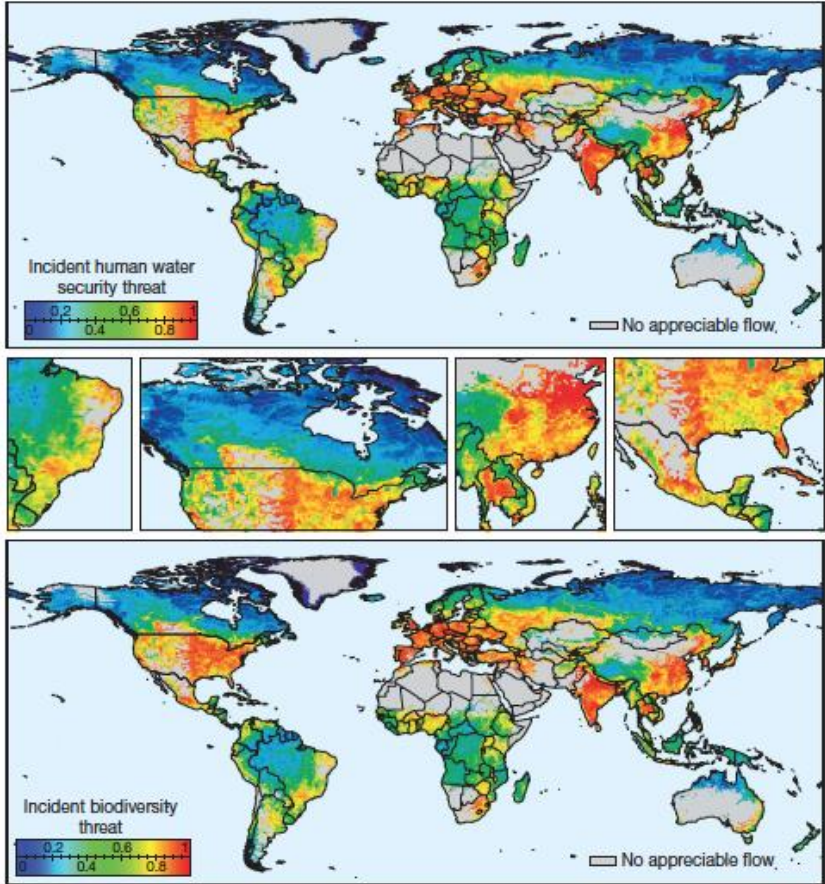 Incident human water
security threat
0 0.2 0.4 0.6 0.8 1
No appreciable flow
Incident biodiversity
threat
0 0.2 0.4 0.6 0.8 1
No appreciable flow